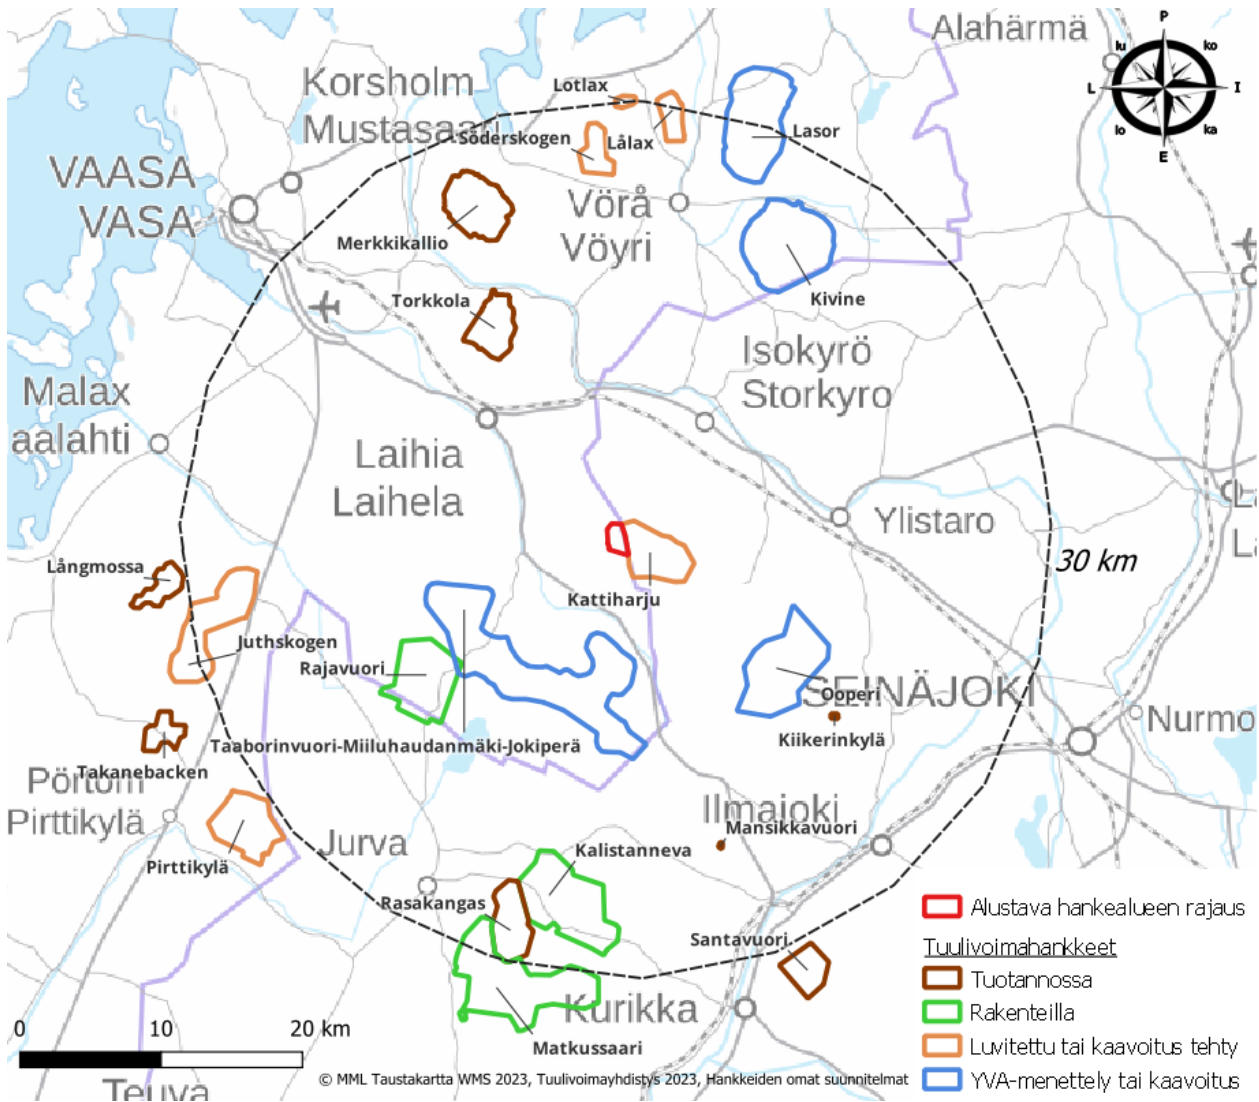 Alahärmä
P
lu
ko
L
I
lo
ka
E
Korsholm
Mustasaari
Lotlax
Söderskogen
Lålax
Lasor
VAASA
VASA
Vörå
Vöyri
Merkkikallio
Torkkola
Kivine
Isokyrö
Storkyro
Malax
aalahti
Laihia
Laihela
Ylistaro
La
La
30 km
Långmossa
Kattiharju
Juthskogen
Rajavuori
Ooperi
SEINÄJOKI
Nurmo
Kiikerinkylä
Taaborinvuori-Miiluhaudanmäki-Jokiperä
Takanebacken
Pörtom
Pirttikylä
Ilmajoki
Mansikkavuori
Jurva
Kalistanneva
Pirttikylä
Rasakangas
Santavuori
Kurikka
Matkussaari
Alustava hankealueen rajaus
Tuulivoimahankkeet
Tuotannossa
Rakenteilla
Luvitettu tai kaavoitus tehty
YVA-menettely tai kaavoitus
0 10 20 km
© MML Taustakartta WMS 2023, Tuulivoimayhdistys 2023, Hankkeiden omat suunnitelmat
Teuva